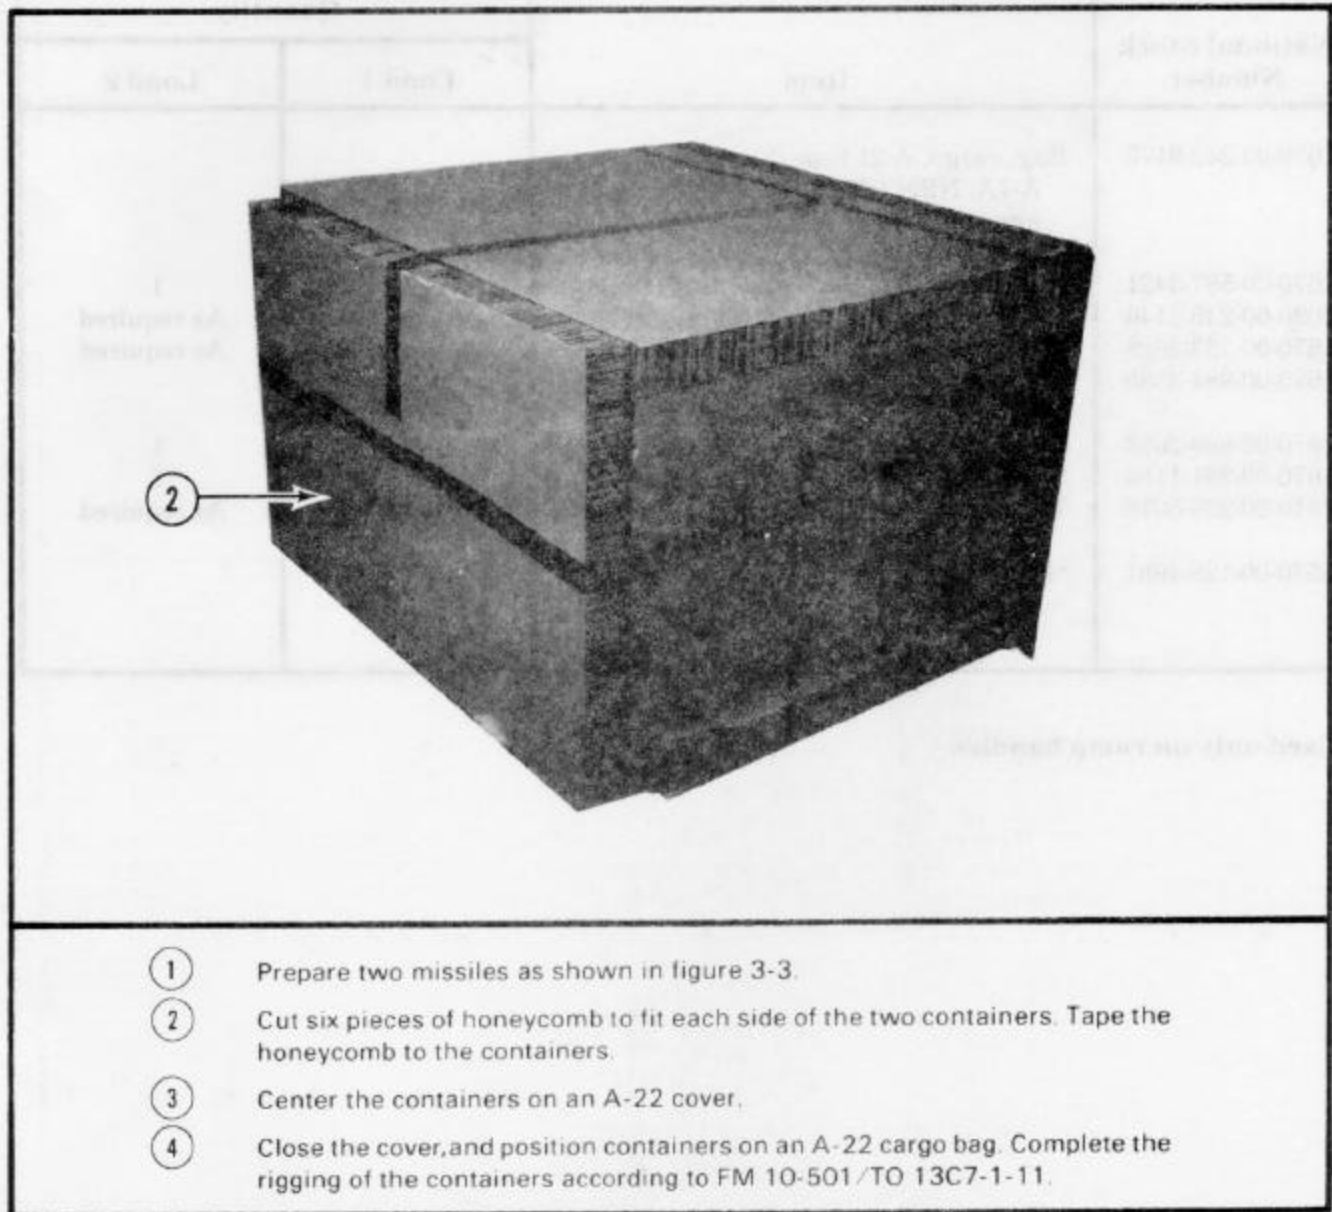 2
1 Prepare two missiles as shown in figure 3-3.
2 Cut six pieces of honeycomb to fit each side of the two containers. Tape the
honeycomb to the containers.
3 Center the containers on an A-22 cover.
4 Close the cover,and position containers on an A-22 cargo bag. Complete the
rigging of the containers according to FM 10-501/TO 13C7-1-11.